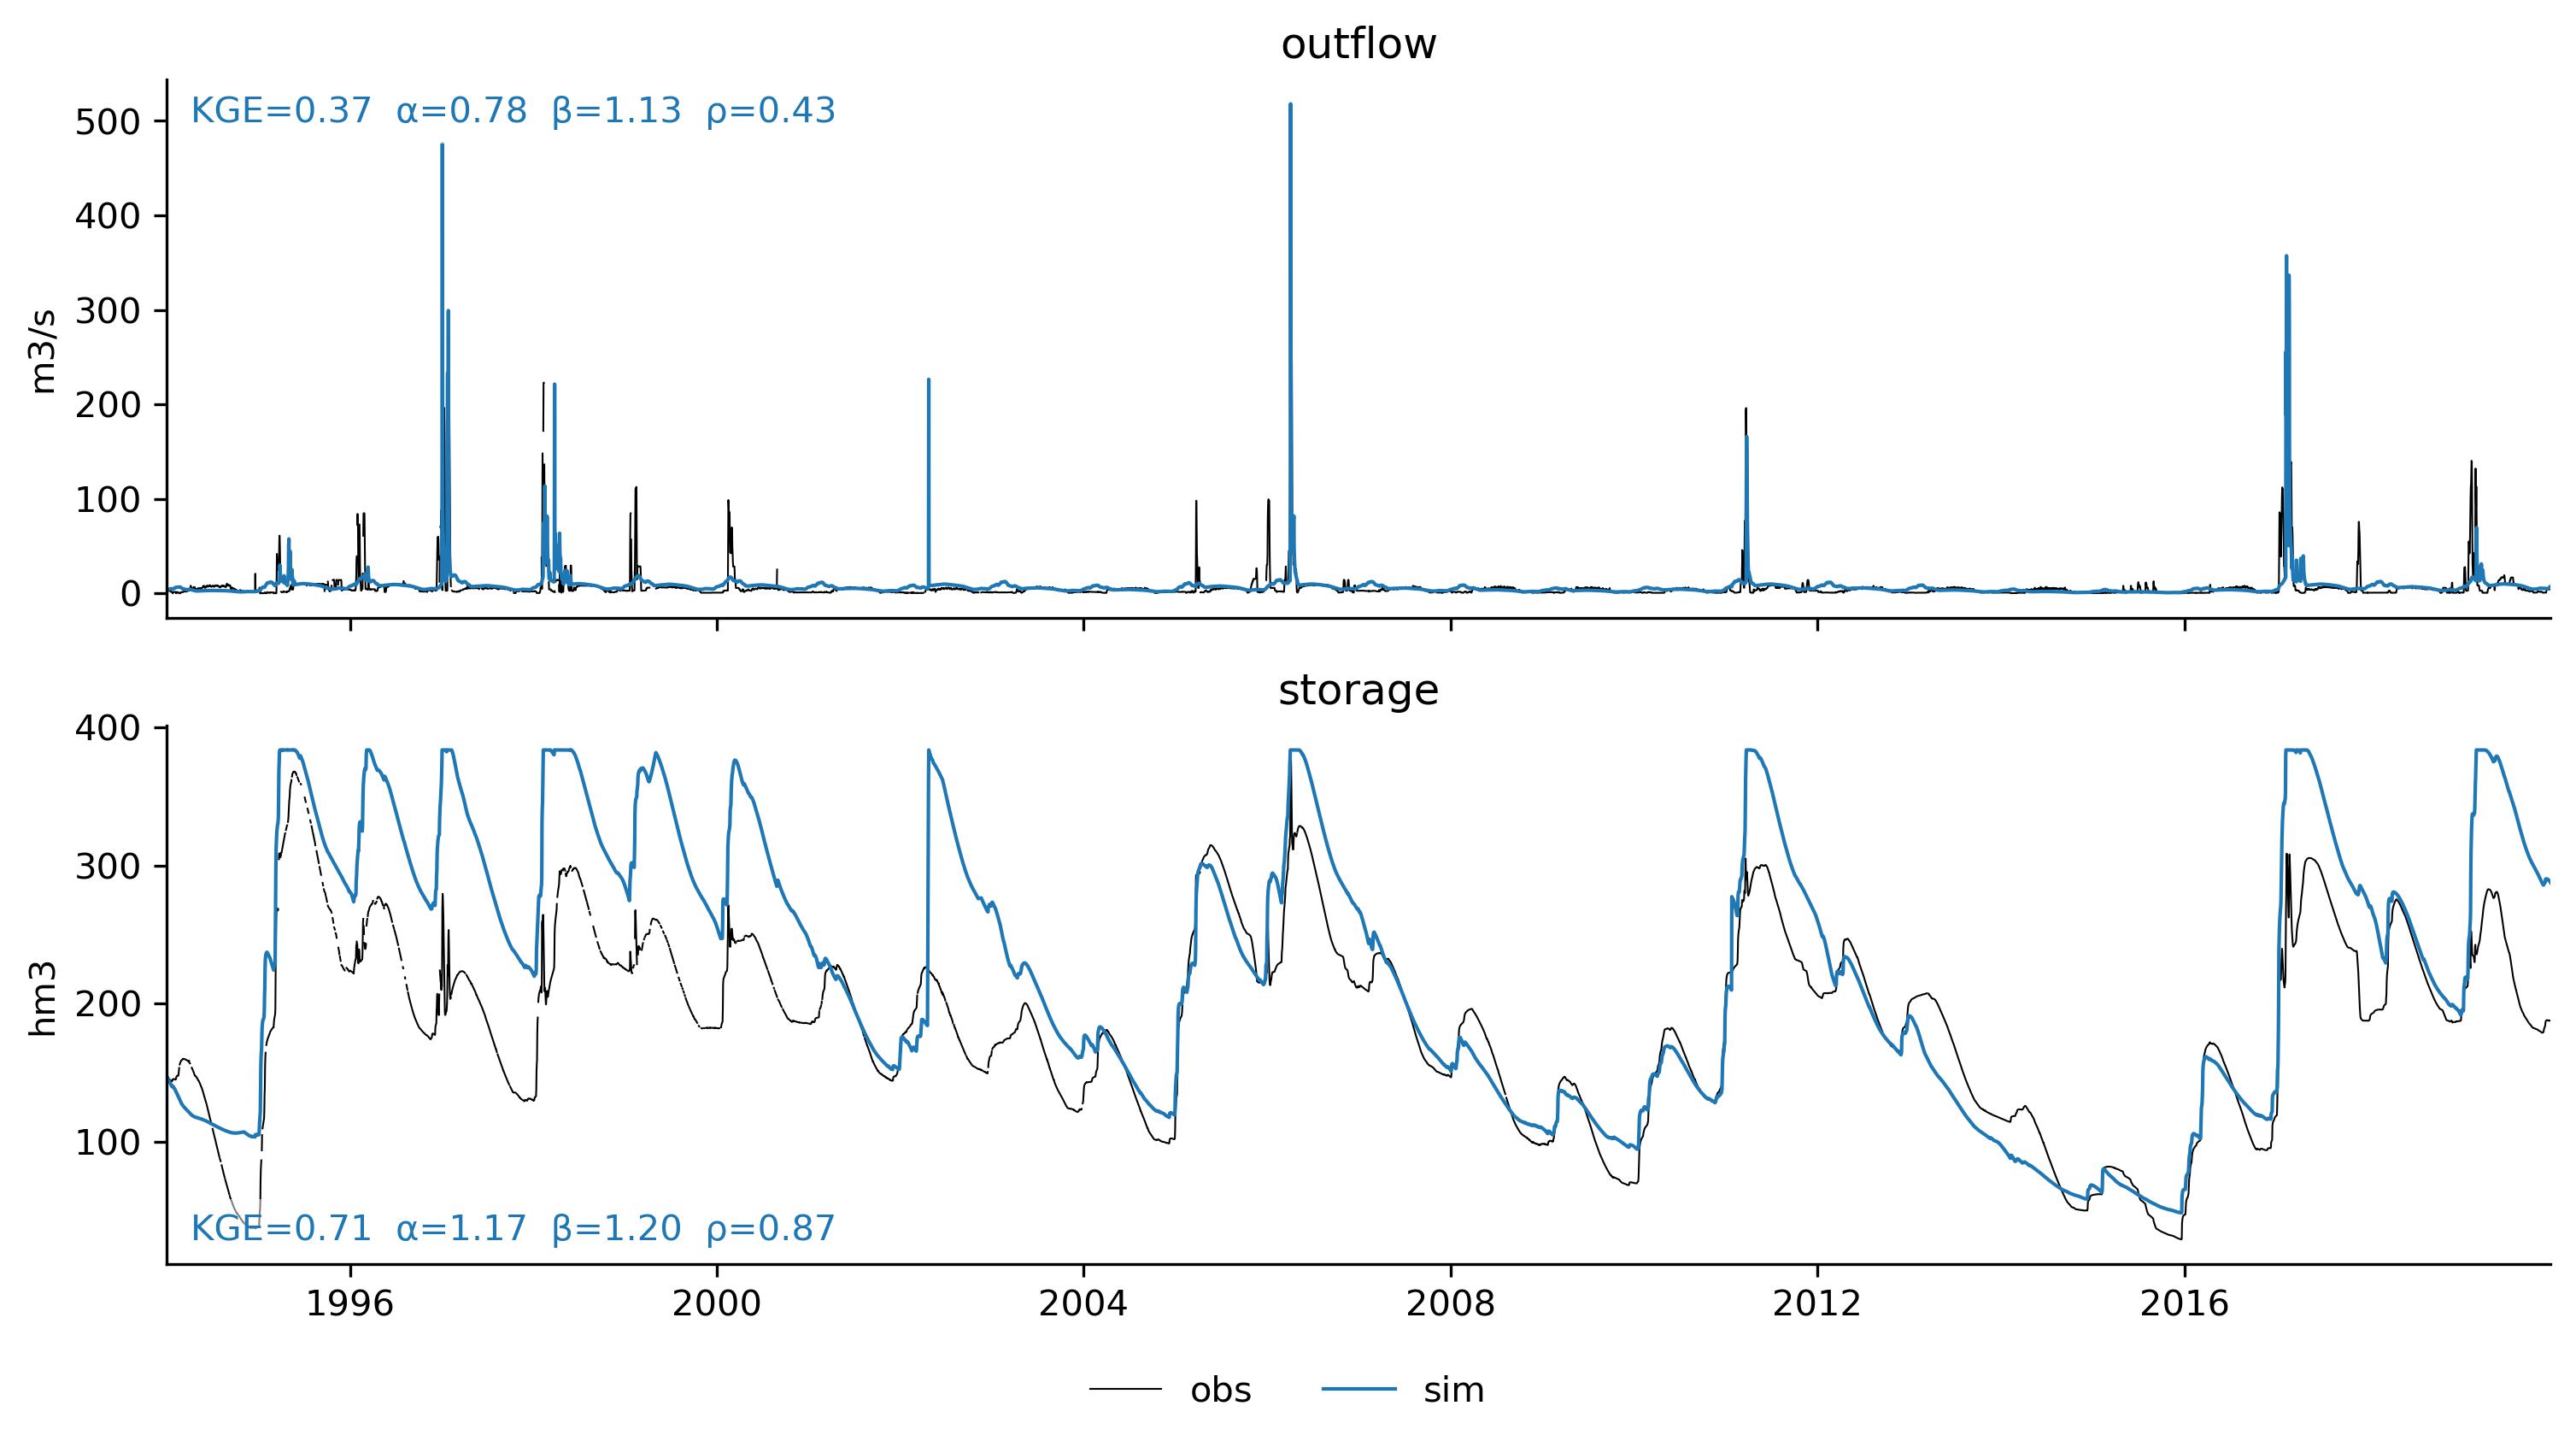 outflow
KGE=0.37 α=0.78 β=1.13 ρ=0.43
500
400
300
200
100
0
m3/s
storage
400
300
200
100
hm3
KGE=0.71 α=1.17 β=1.20 ρ=0.87
1996 2000 2004 2008 2012 2016
obs sim